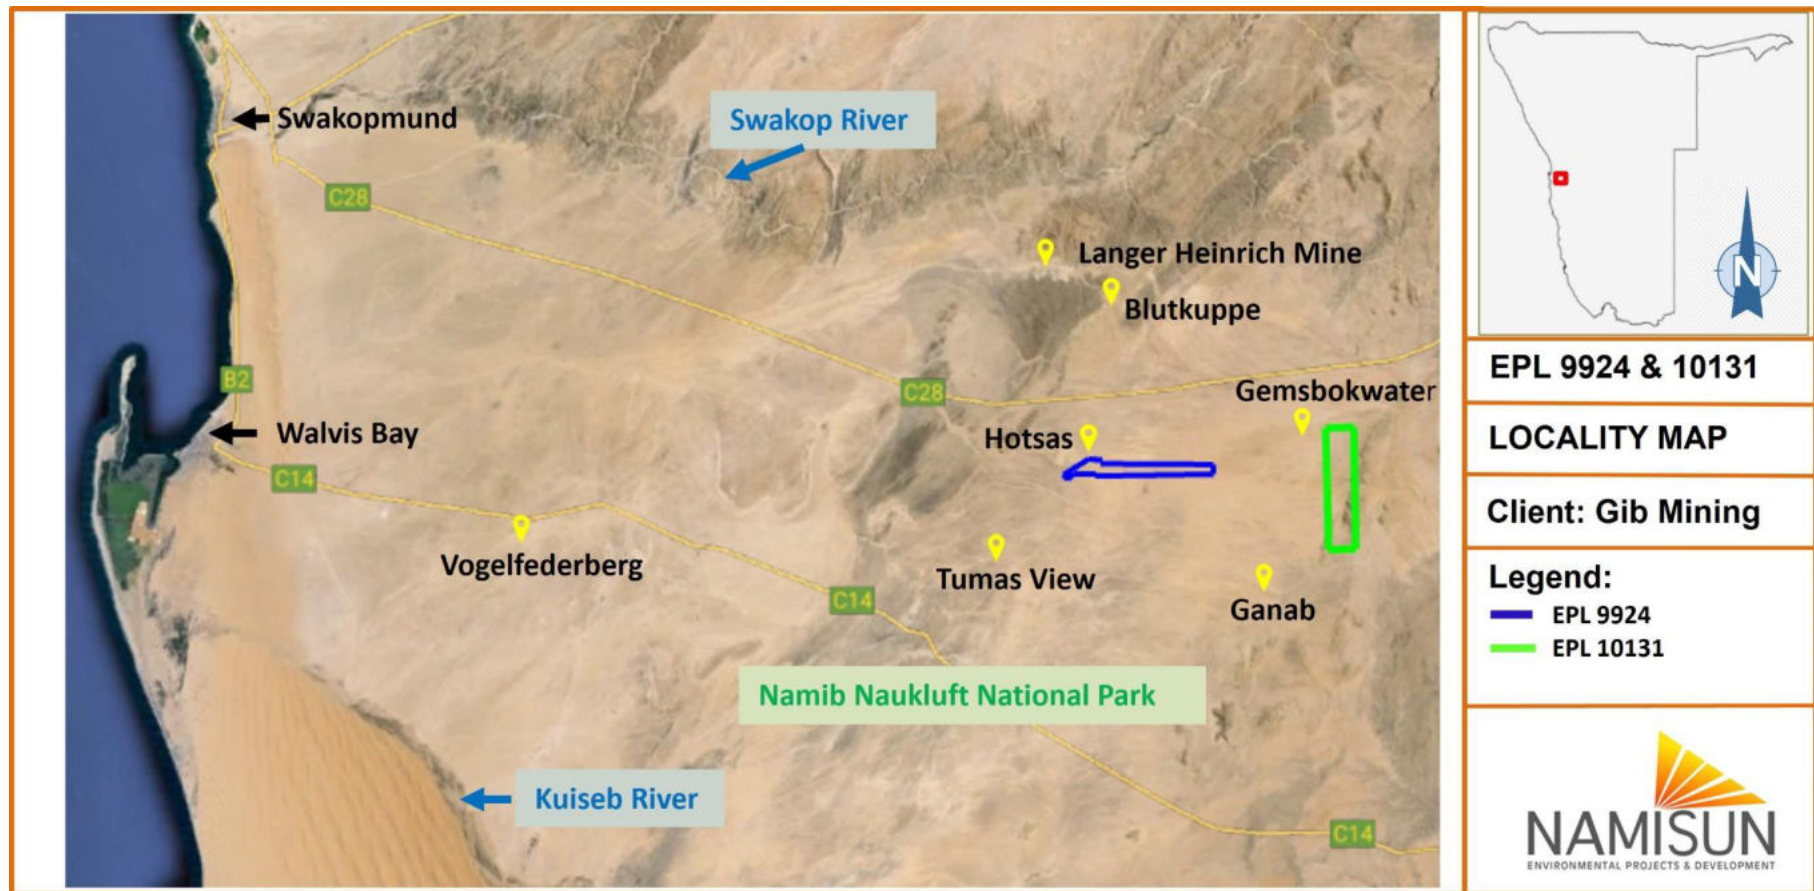 Swakopmund
Swakop River
C28
Langer Heinrich Mine
Blutkuppe
B2
C28
Gemsbokwater
Walvis Bay
Hotsas
C14
Vogelfederberg
Tumas View
C14
Ganab
Namib Naukluft National Park
Kuiseb River
C14
N
EPL 9924 & 10131
LOCALITY MAP
Client: Gib Mining
Legend:
EPL 9924
EPL 10131
NAMISUN
ENVIRONMENTAL PROJECTS & DEVELOPMENT